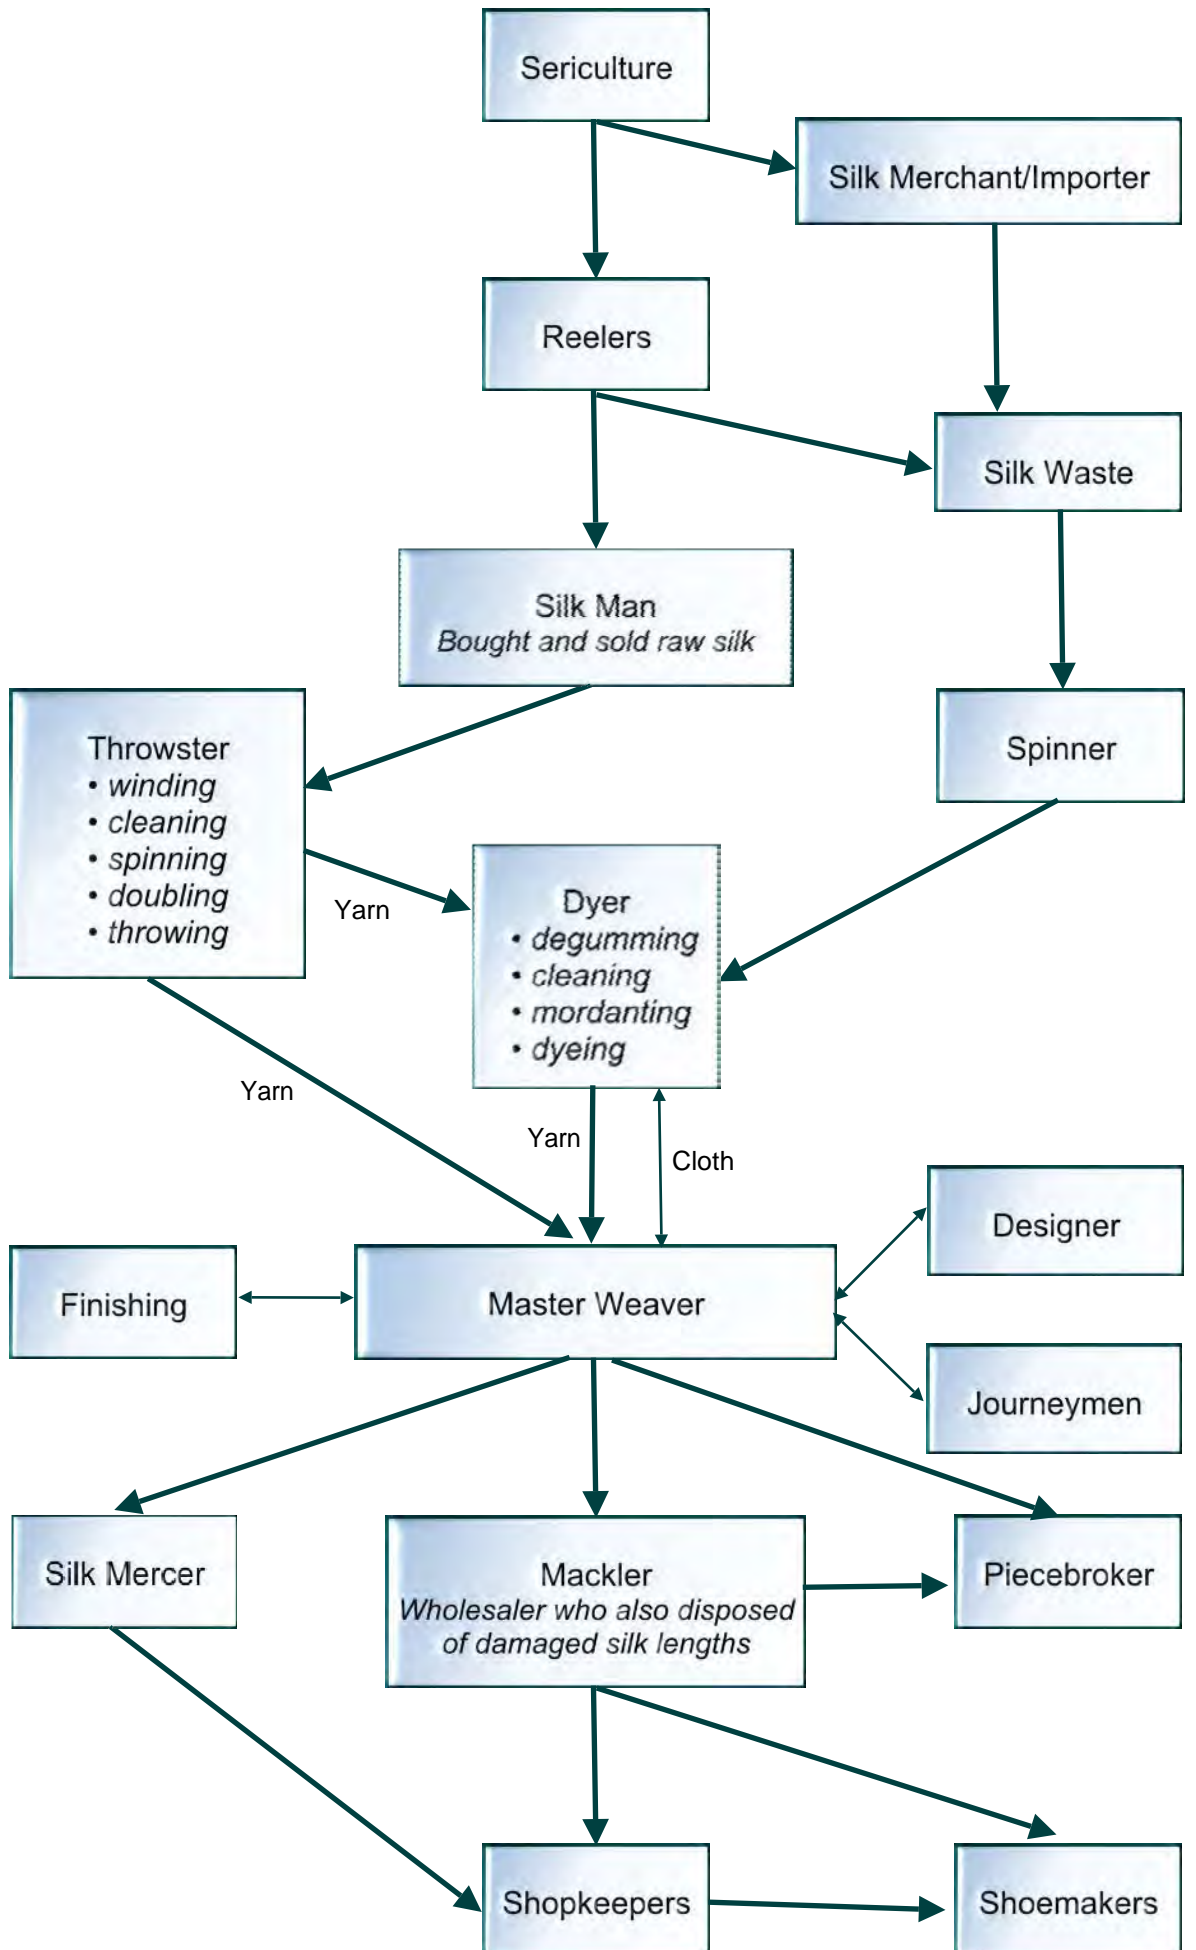 Sericulture
Silk Merchant/Importer
Reelers
Silk Waste
Silk Man
Bought and sold raw silk
Throwster
• winding
• cleaning
• spinning
• doubling
• throwing
Spinner
Yarn
Dyer
• degumming
• cleaning
• mordanting
• dyeing
Yarn
Yarn
Cloth
Designer
Finishing
Master Weaver
Journeymen
Silk Mercer
Mackler
Wholesaler who also disposed
of damaged silk lengths
Piecebroker
Shopkeepers
Shoemakers